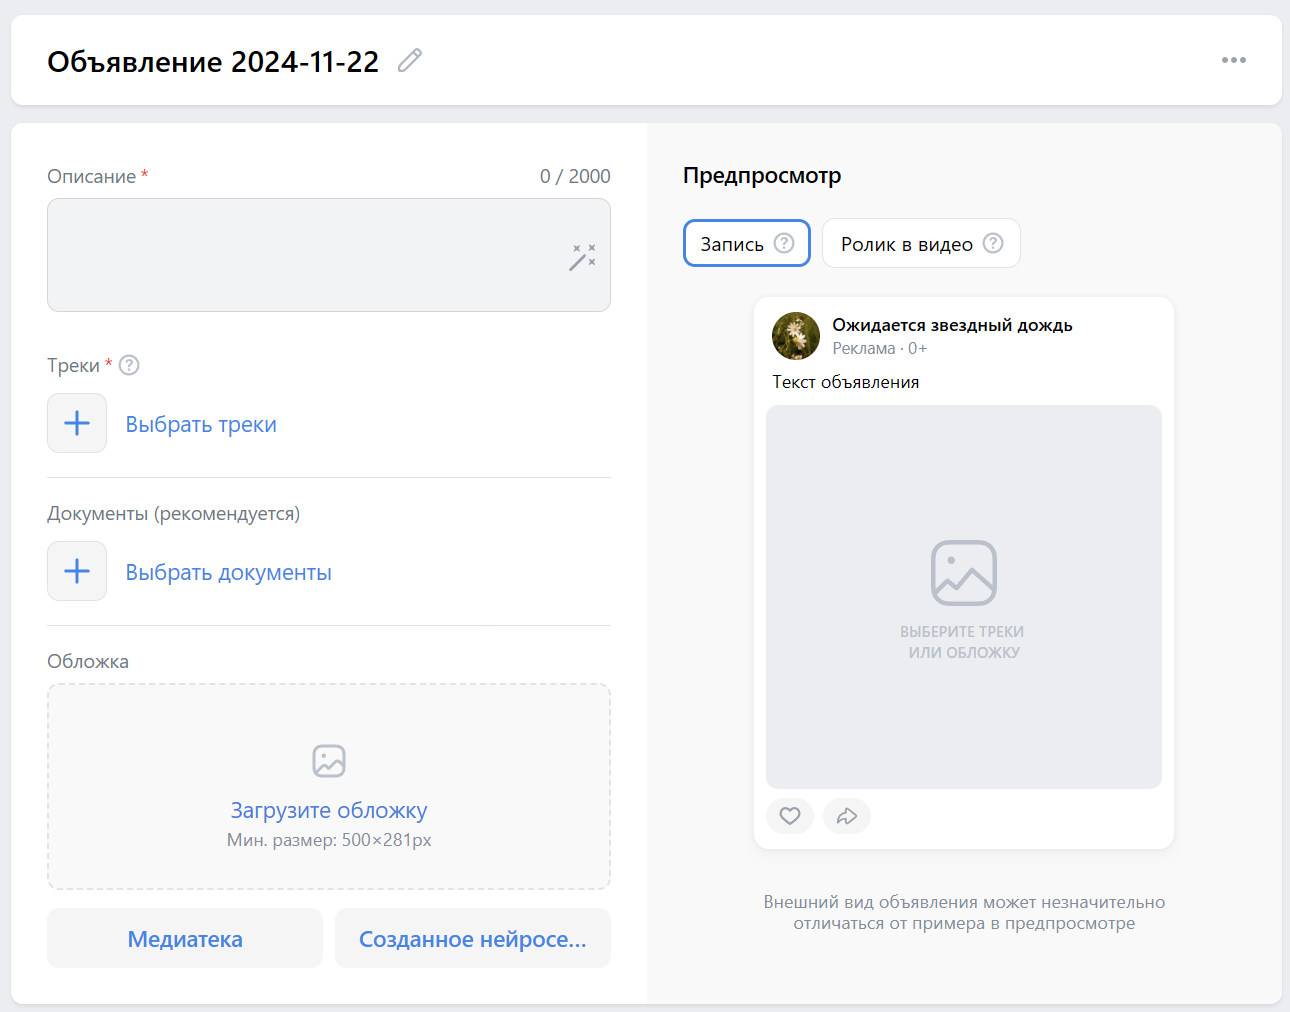 Объявление 2024-11-22
Описание *
0 / 2000
Треки *
Выбрать треки
Документы (рекомендуется)
Выбрать документы
Обложка
Загрузите обложку
Мин. размер: 500×281px
Медиатека
Созданное нейросе...
Предпросмотр
Запись
Ролик в видео
Ожидается звездный дождь
Реклама · 0+
Текст объявления
ВЫБЕРИТЕ ТРЕКИ
ИЛИ ОБЛОЖКУ
Внешний вид объявления может незначительно
отличаться от примера в предпросмотре